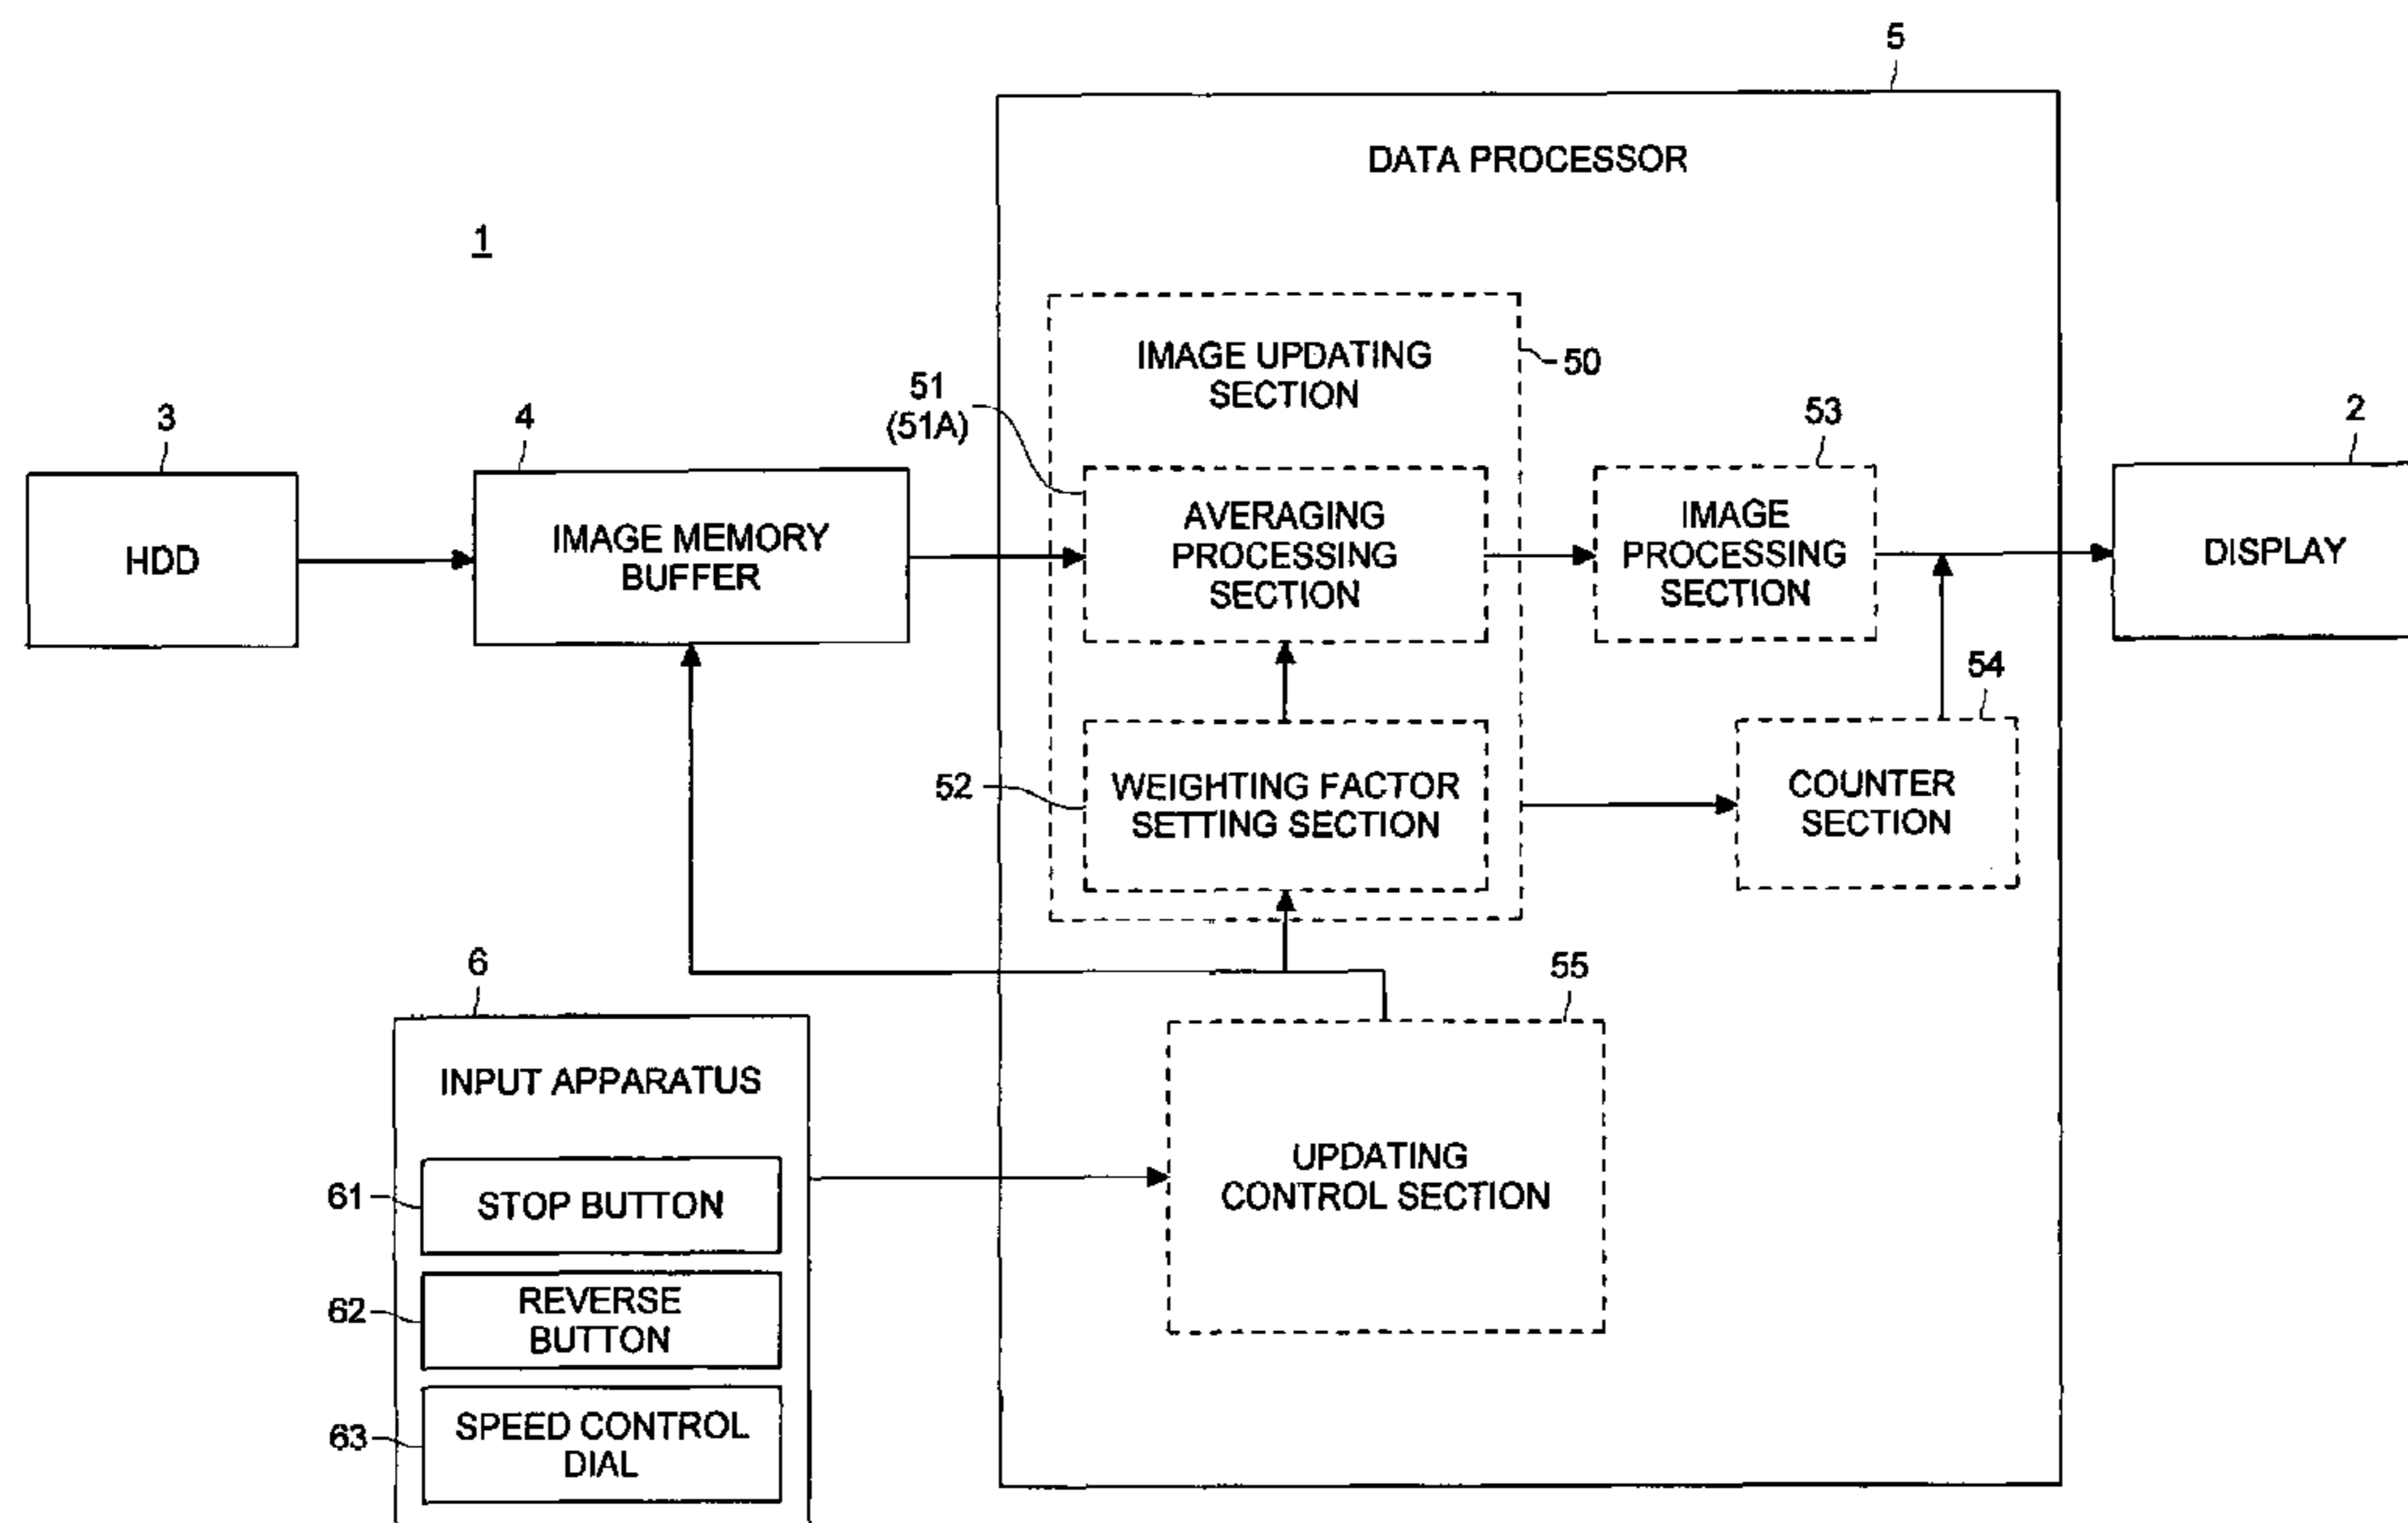 5
DATA PROCESSOR
1
IMAGE UPDATING
SECTION
50
51
(51A)
3
4
53
2
HDD
IMAGE MEMORY
BUFFER
AVERAGING
PROCESSING
SECTION
IMAGE
PROCESSING
SECTION
DISPLAY
54
52
WEIGHTING FACTOR
SETTING SECTION
COUNTER
SECTION
6
55
INPUT APPARATUS
UPDATING
CONTROL SECTION
61
STOP BUTTON
62
REVERSE
BUTTON
63
SPEED CONTROL
DIAL